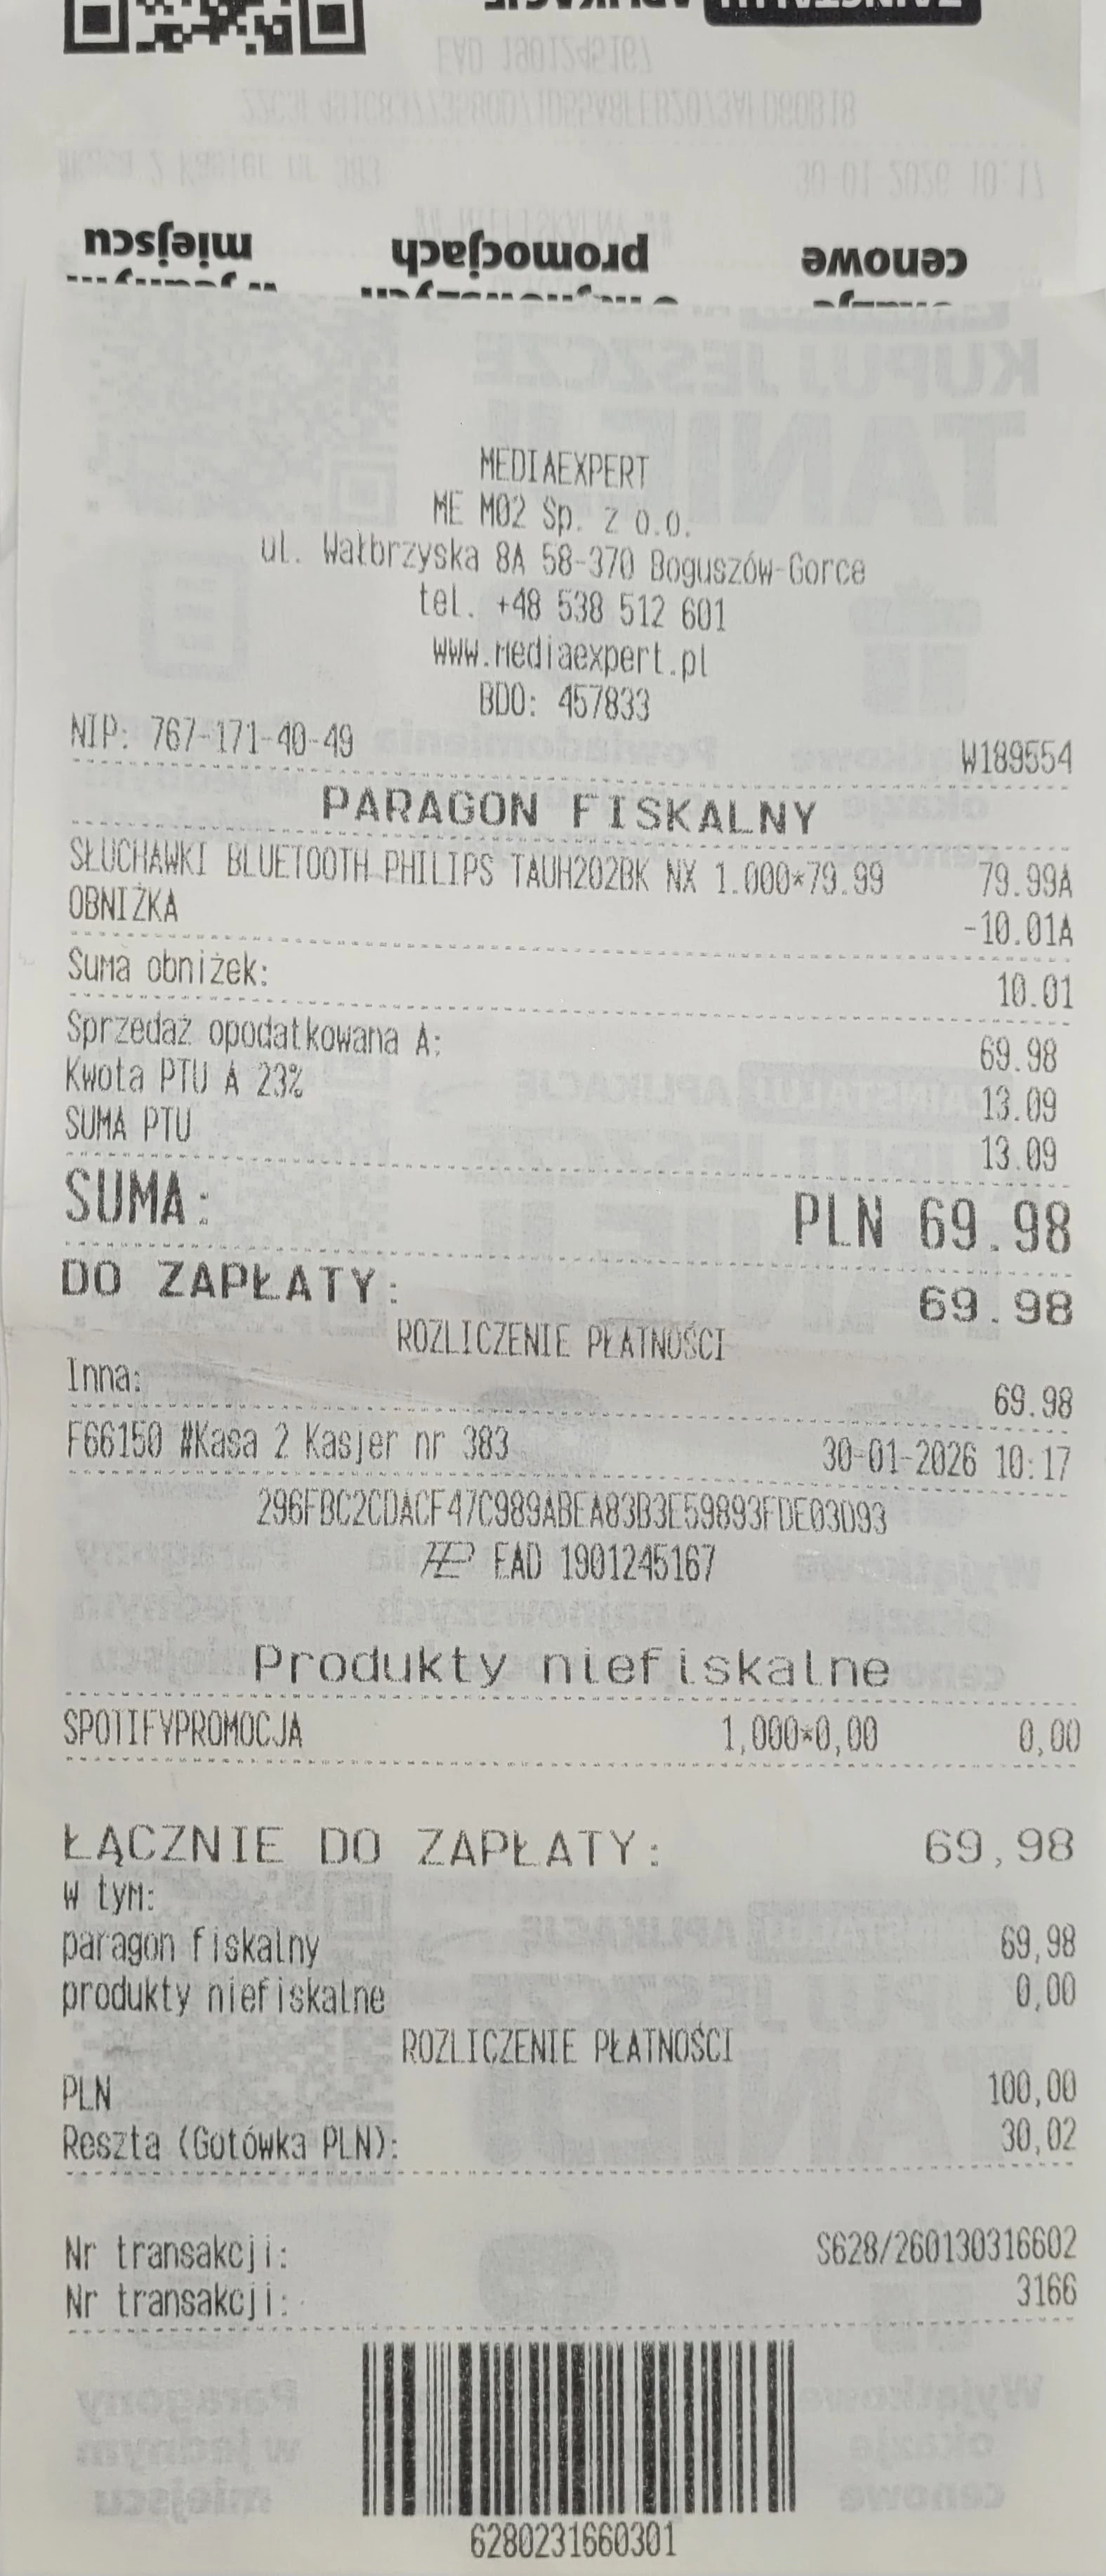 ZAINSTALUJ APLIKACJĘ
miejscu promocjach cenowe
MEDIAEXPERT
ME M02 Sp. z o.o.
ul. Wałbrzyska 8A 58-370 Boguszów-Gorce
tel. +48 538 512 601
www.mediaexpert.pl
BDO: 457833
NIP: 767-171-40-49 W189554
PARAGON FISKALNY
SŁUCHAWKI BLUETOOTH PHILIPS TAUH202BK NX 1.000*79.99 79.99A
OBNIŻKA -10.01A
Suma obniżek: 10.01
Sprzedaż opodatkowana A: 69.98
Kwota PTU A 23% 13.09
SUMA PTU 13.09
SUMA: PLN 69.98
DO ZAPŁATY: 69.98
ROZLICZENIE PŁATNOŚCI
Inna: 69.98
F66150 #Kasa 2 Kasjer nr 383 30-01-2026 10:17
296FBC2CDACF47C989ABEA83B3E59893FDE03D93
EAD 1901245167
Produkty niefiskalne
SPOTIFYPROMOCJA 1,000*0,00 0,00
ŁĄCZNIE DO ZAPŁATY: 69,98
W tym:
paragon fiskalny 69,98
produkty niefiskalne 0,00
ROZLICZENIE PŁATNOŚCI
PLN 100,00
Reszta (Gotówka PLN): 30,02
Nr transakcji: S628/260130316602
Nr transakcji: 3166
6280231660301